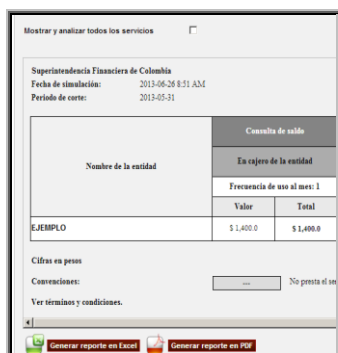 Mostrar y analizar todos los servicios
Superintendencia Financiera de Colombia
Fecha de simulación: 2013-06-26 8:51 AM
Periodo de corte: 2013-05-31
Nombre de la entidad
Consulta de saldo
En cajero de la entidad
Frecuencia de uso al mes: 1
Valor Total
EJEMPLO $ 1,400.0 $ 1,400.0
Cifras en pesos
Convenciones: --- No presta el se
Ver términos y condiciones.
Generar reporte en Excel Generar reporte en PDF